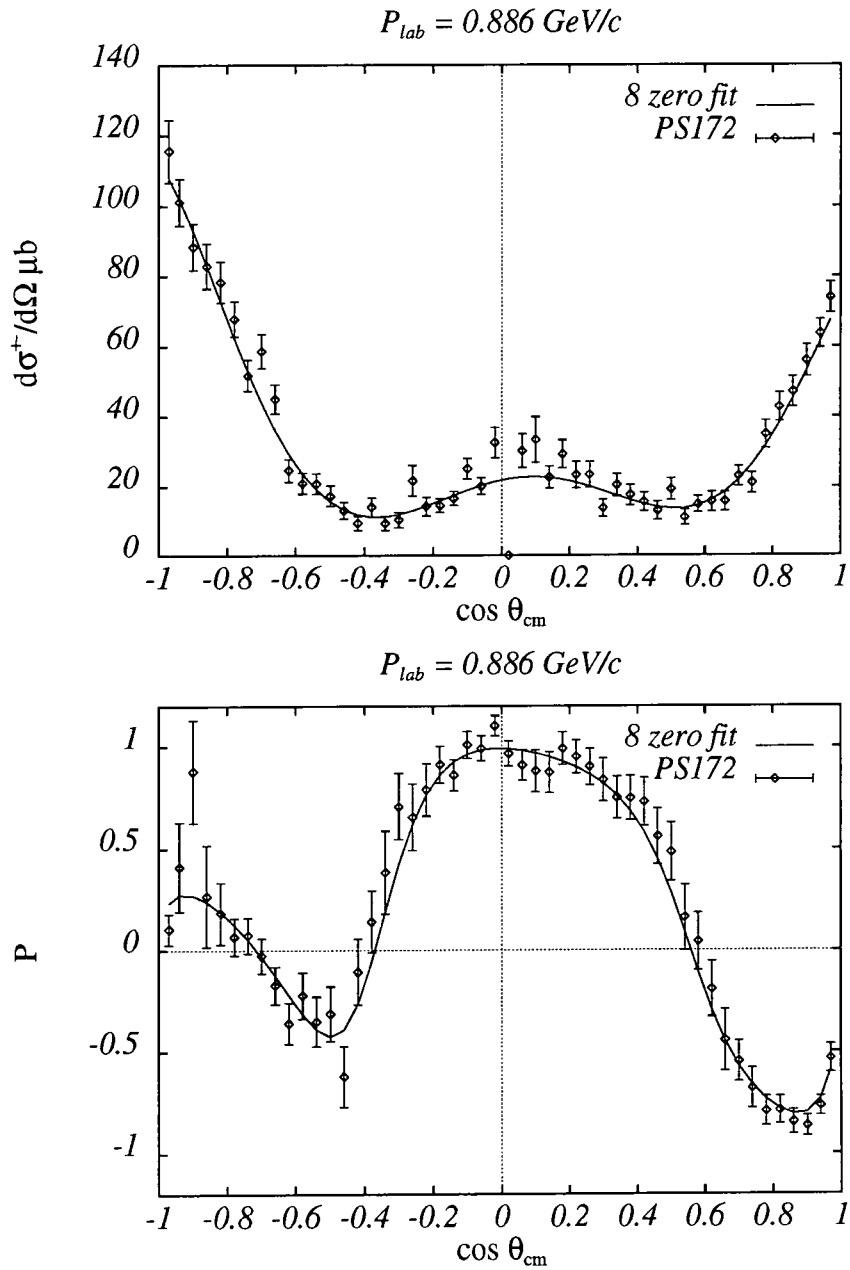 P_lab = 0.886 GeV/c
140
120
100
80
60
40
20
0
dσ⁺⁻/dΩ μb
8 zero fit
PS172
-1 -0.8 -0.6 -0.4 -0.2 0 0.2 0.4 0.6 0.8 1
cos θ_cm
P_lab = 0.886 GeV/c
1
0.5
0
-0.5
-1
P
8 zero fit
PS172
-1 -0.8 -0.6 -0.4 -0.2 0 0.2 0.4 0.6 0.8 1
cos θ_cm